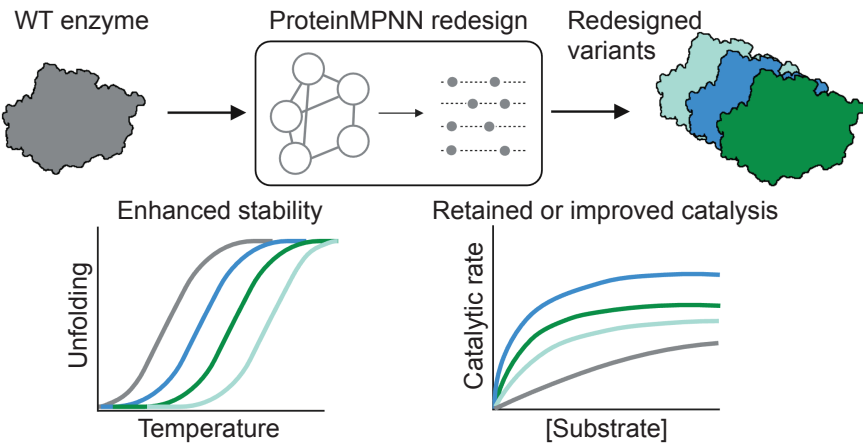 WT enzyme
ProteinMPNN redesign
Redesigned
variants
Enhanced stability
Retained or improved catalysis
Unfolding
Temperature
Catalytic rate
[Substrate]